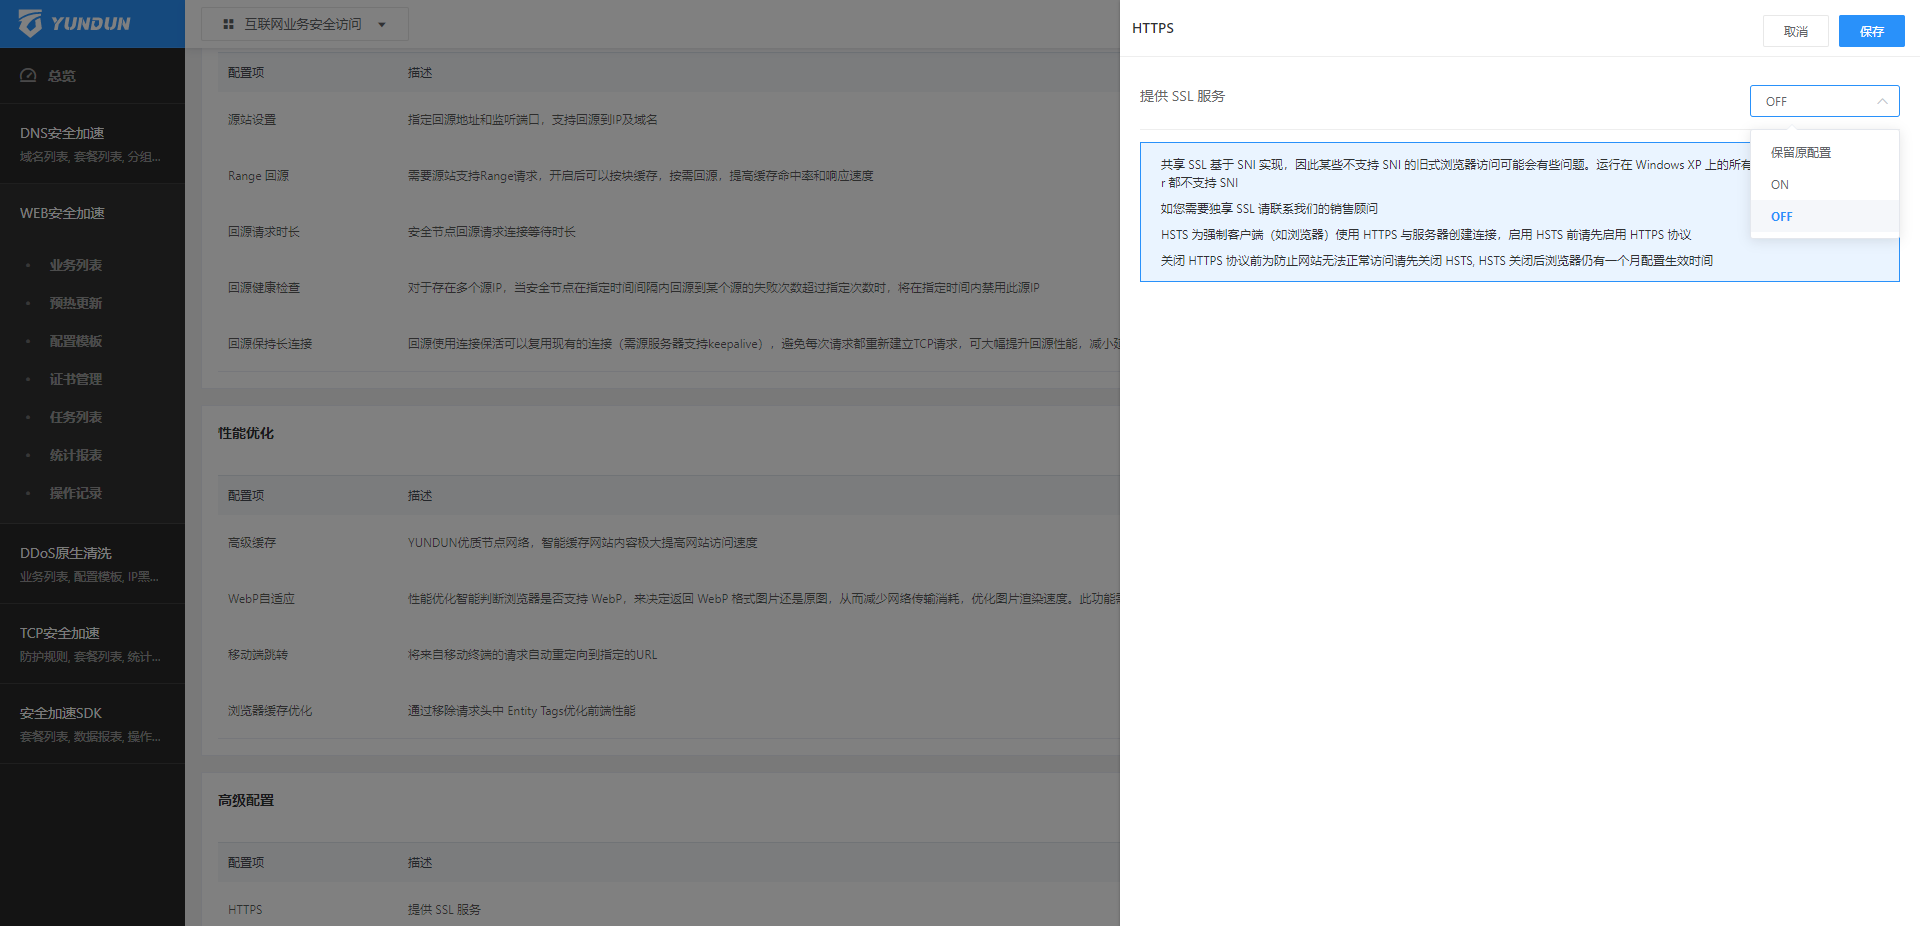 YUNDUN
总览
DNS安全加速
域名列表, 套餐列表, 分组...
WEB安全加速
业务列表
预热更新
配置模板
证书管理
任务列表
统计报表
操作记录
DDoS原生清洗
业务列表, 配置模板, IP黑...
TCP安全加速
防护规则, 套餐列表, 统计...
安全加速SDK
套餐列表, 数据报表, 操作...
互联网业务安全访问
配置项 描述
源站设置 指定回源地址和监听端口，支持回源到IP及域名
Range 回源 需要源站支持Range请求，开启后可以按块缓存，按需回源，提高缓存命中率和响应速度
回源请求时长 安全节点回源请求连接等待时长
回源健康检查 对于存在多个源IP，当安全节点在指定时间间隔内回源到某个源的失败次数超过指定次数时，将在指定时间内禁用此源IP
回源保持长连接 回源使用连接保活可以复用现有的连接（需源服务器支持keepalive），避免每次请求都重新建立TCP请求，可大幅提升回源性能，减小
性能优化
配置项 描述
高级缓存 YUNDUN优质节点网络，智能缓存网站内容极大提高网站访问速度
WebP自适应 性能优化智能判断浏览器是否支持 WebP，来决定返回 WebP 格式图片还是原图，从而减少网络传输消耗，优化图片渲染速度。此功能
移动端跳转 将来自移动终端的请求自动重定向到指定的URL
浏览器缓存优化 通过移除请求头中 Entity Tags优化前端性能
高级配置
配置项 描述
HTTPS 提供 SSL 服务
HTTPS
取消
保存
提供 SSL 服务
OFF
保留原配置
ON
OFF
共享 SSL 基于 SNI 实现，因此某些不支持 SNI 的旧式浏览器访问可能会有些问题。运行在 Windows XP 上的所有
r 都不支持 SNI
如您需要独享 SSL 请联系我们的销售顾问
HSTS 为强制客户端（如浏览器）使用 HTTPS 与服务器创建连接，启用 HSTS 前请先启用 HTTPS 协议
关闭 HTTPS 协议前为防止网站无法正常访问请先关闭 HSTS, HSTS 关闭后浏览器仍有一个月配置生效时间